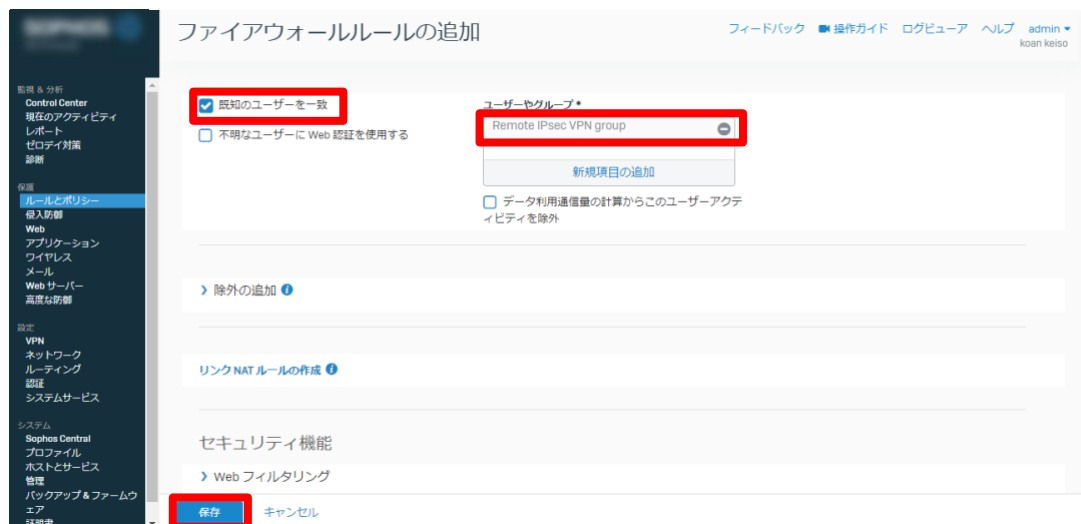 SOPHOS
ファイアウォールルールの追加
フィードバック 操作ガイド ログビューア ヘルプ admin
koan keiso
監視 & 分析
Control Center
現在のアクティビティ
レポート
ゼロデイ対策
診断
保護
ルールとポリシー
侵入防御
Web
アプリケーション
ワイヤレス
メール
Web サーバー
高度な防御
設定
VPN
ネットワーク
ルーティング
認証
システムサービス
システム
Sophos Central
プロファイル
ホストとサービス
管理
バックアップ & ファームウ
ェア
証明書
既知のユーザーを一致
不明なユーザーに Web 認証を使用する
ユーザーやグループ *
Remote IPsec VPN group
新規項目の追加
データ利用通信量の計算からこのユーザーアクテ
ィビティを除外
除外の追加
リンク NAT ルールの作成
セキュリティ機能
Web フィルタリング
保存 キャンセル